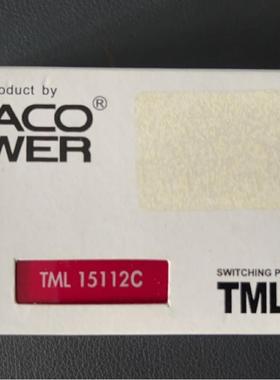 roduct by
ACO®
WER
TML 15112C
SWITCHING P
TML